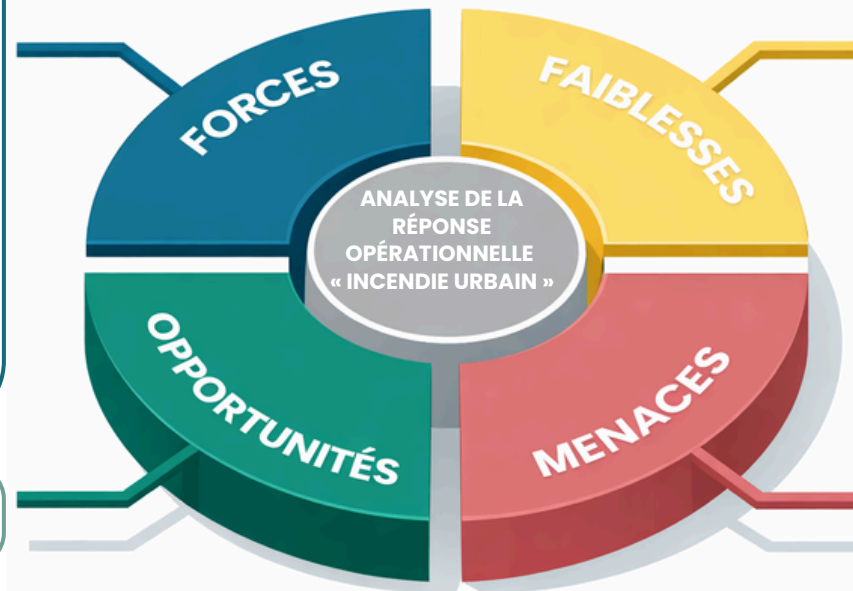 FORCES
FAIBLESSES
ANALYSE DE LA
RÉPONSE
OPÉRATIONNELLE
« INCENDIE URBAIN »
OPPORTUNITÉS
MENACES